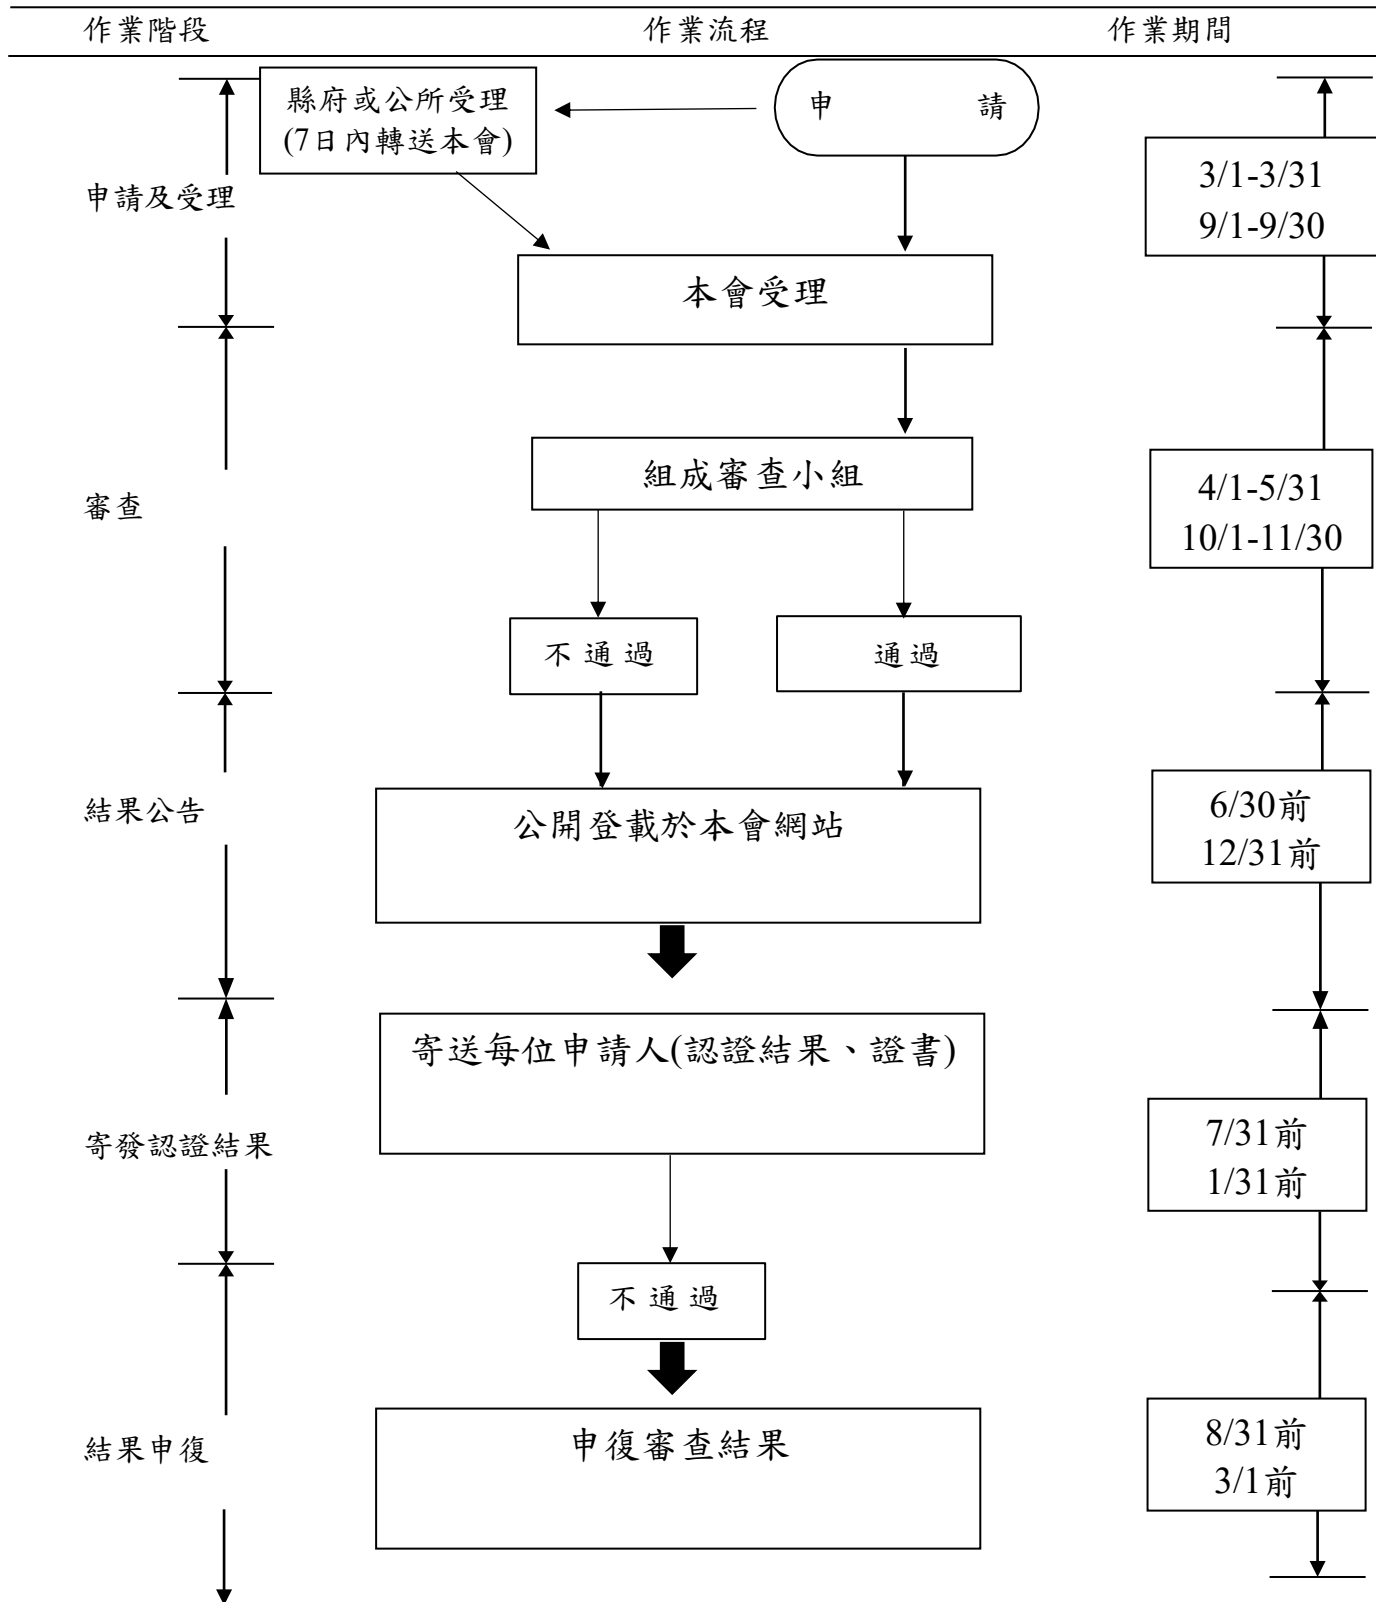 作業階段
作業流程
作業期間
縣府或公所受理
(7日內轉送本會)
申 請
申請及受理
3/1-3/31
9/1-9/30
本會受理
組成審查小組
審查
4/1-5/31
10/1-11/30
不 通 過
通過
結果公告
公開登載於本會網站
6/30前
12/31前
寄送每位申請人(認證結果、證書)
寄發認證結果
7/31前
1/31前
不 通 過
結果申復
申復審查結果
8/31前
3/1前